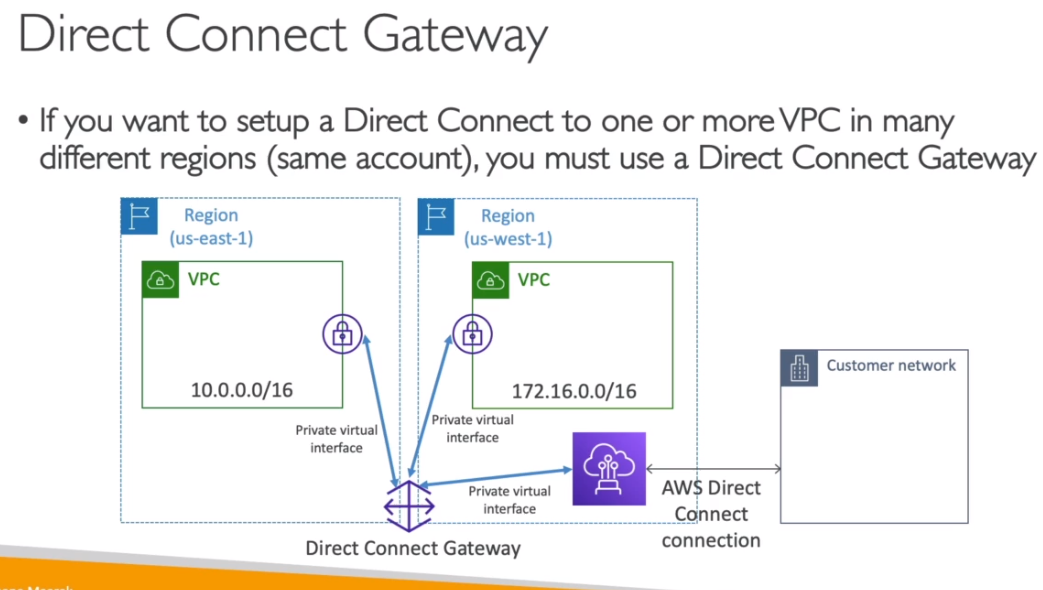 Direct Connect Gateway
• If you want to setup a Direct Connect to one or more VPC in many
different regions (same account), you must use a Direct Connect Gateway
Region
(us-east-1)
Region
(us-west-1)
VPC
VPC
10.0.0.0/16
172.16.0.0/16
Customer network
Private virtual
interface
Private virtual
interface
Private virtual
interface
AWS Direct
Connect
connection
Direct Connect Gateway